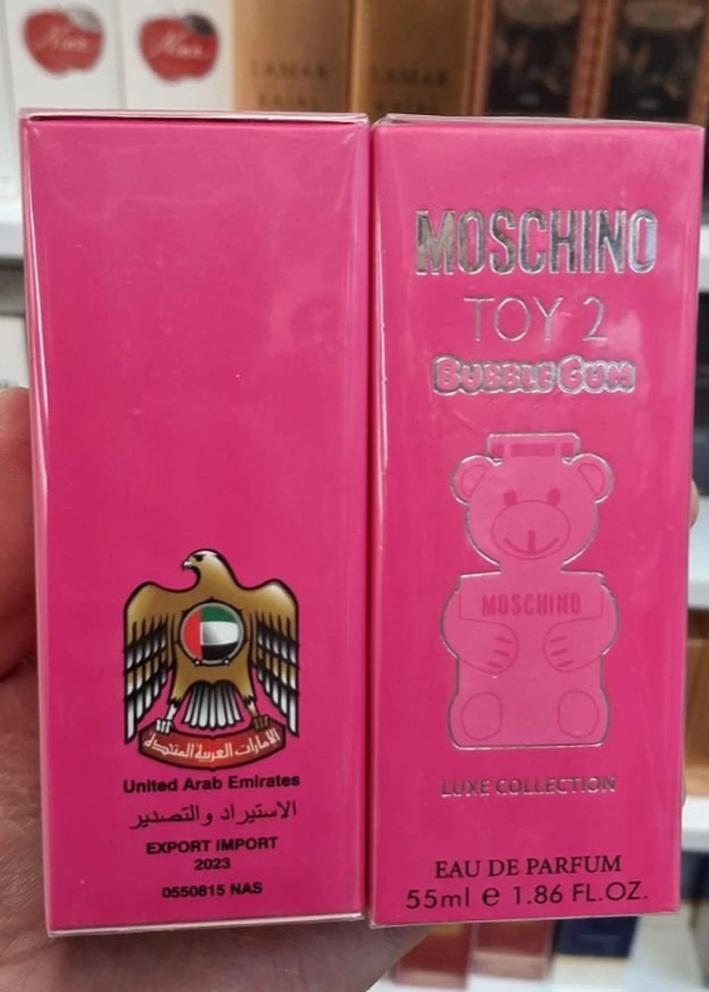 الإمارات العربية المتحدة
United Arab Emirates
الاستيراد والتصدير
EXPORT IMPORT
2023
0550815 NAS
MOSCHINO
TOY 2
BUBBLE GUM
MOSCHINO
LUXE COLLECTION
EAU DE PARFUM
55ml e 1.86 FL.OZ.